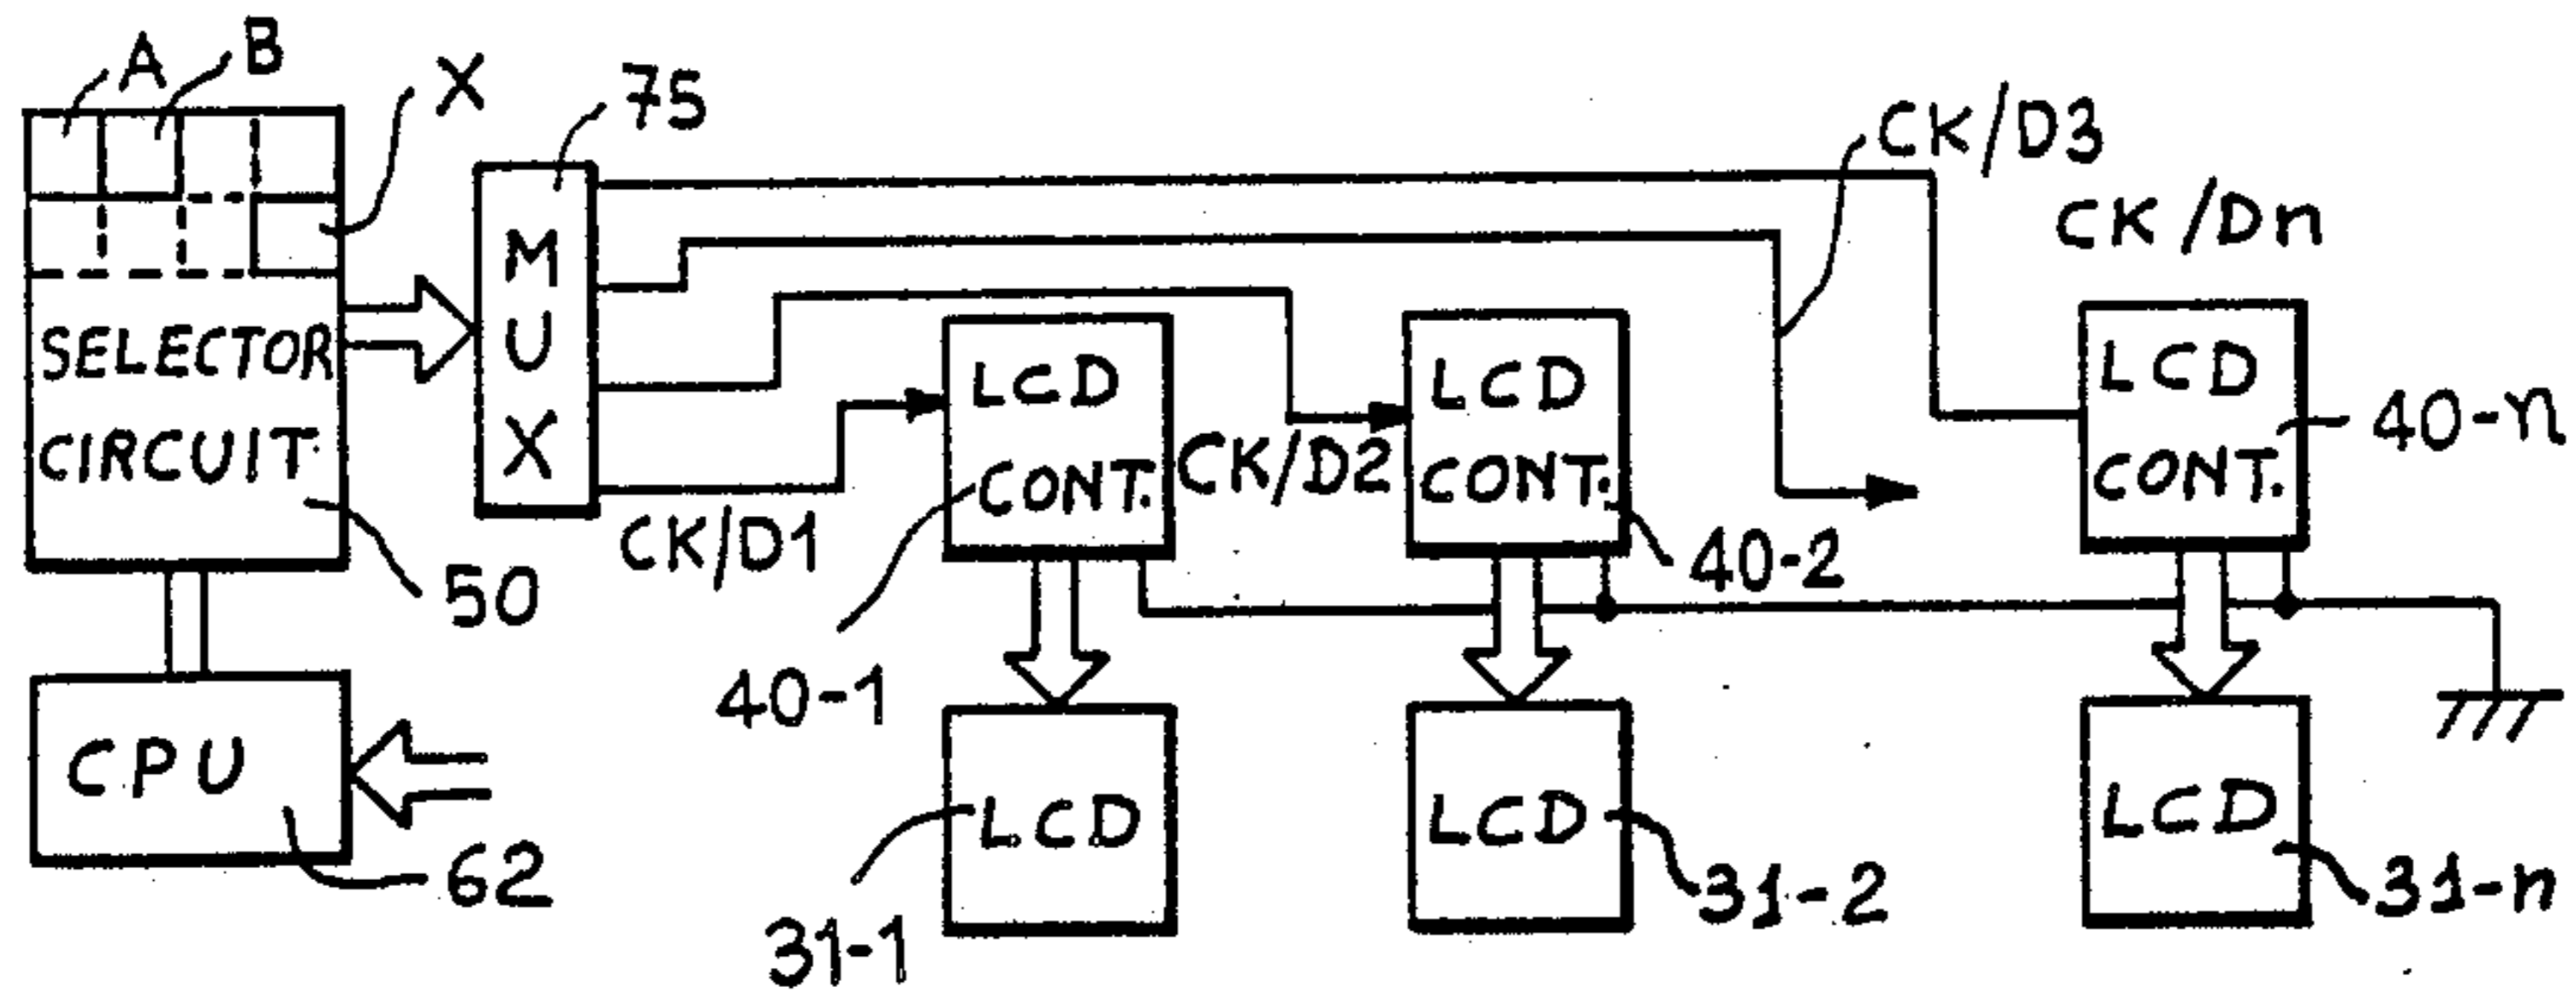 A
B
X
75
CK/D3
CK/Dn
SELECTOR
CIRCUIT.
MUX
LCD
CONT.
LCD
CONT.
LCD
CONT.
CK/D1
CK/D2
40-n
50
40-1
40-2
CPU
62
LCD
LCD
LCD
31-1
31-2
31-n